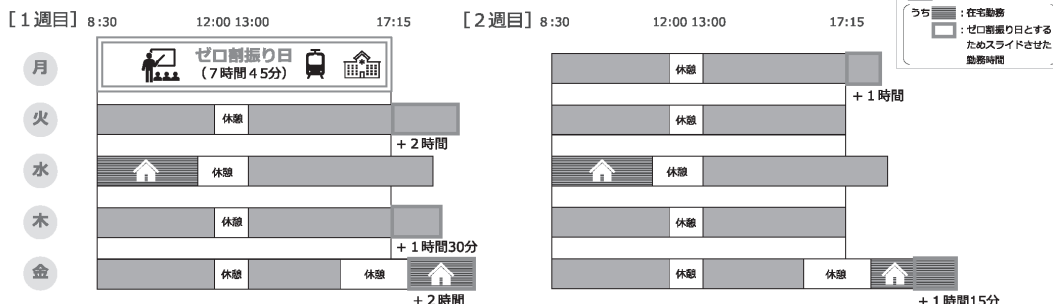 [１週目] 8:30 12:00 13:00 17:15
月 ゼロ割振り日
（７時間４５分）
火 休憩
＋２時間
水 休憩
木 休憩
＋１時間30分
金 休憩 休憩
＋２時間
[２週目] 8:30 12:00 13:00 17:15
休憩
＋１時間
休憩
休憩
休憩
休憩 休憩
＋１時間15分
うち ：在宅勤務
：ゼロ割振り日とする
ためスライドさせた
勤務時間